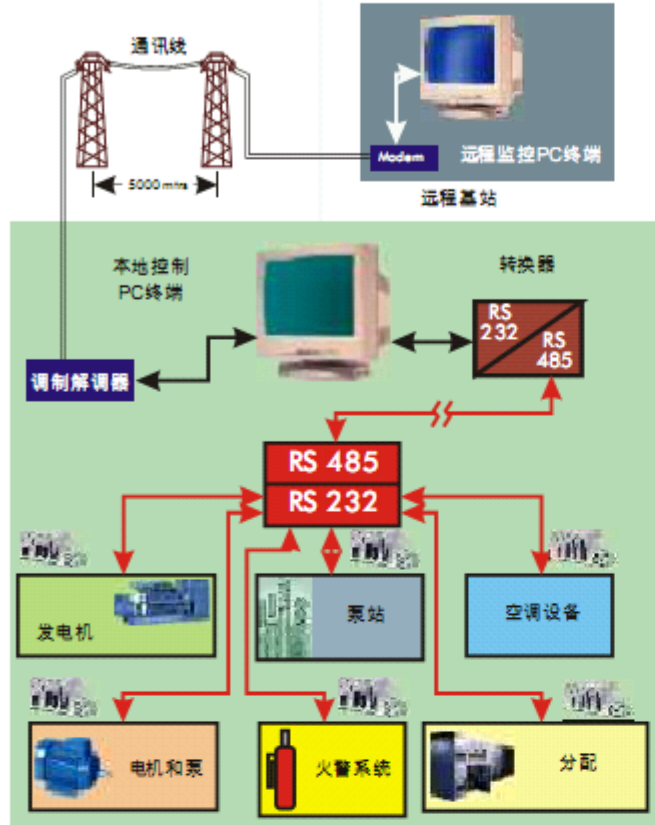 通讯线
5000 mtrs
Modem
远程监控PC终端
远程基站
本地控制
PC终端
转换器
RS
232
RS
485
调制解调器
RS 485
RS 232
发电机
泵站
空调设备
电机和泵
火警系统
分配